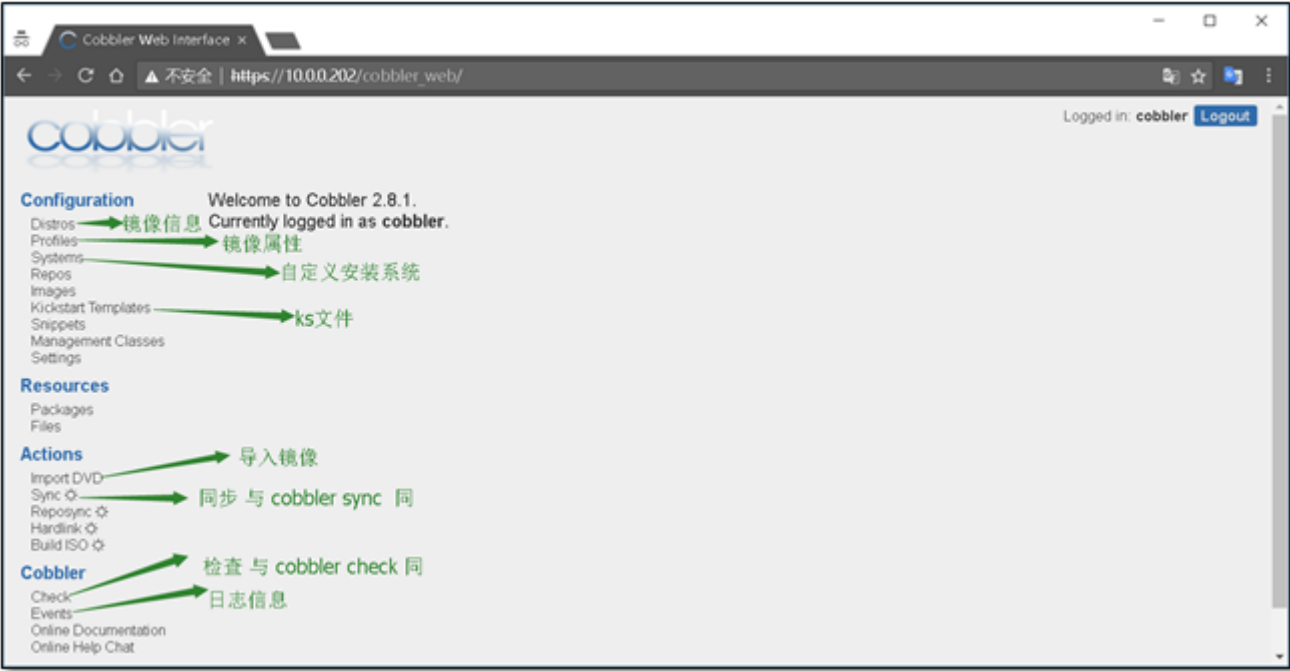 Cobbler Web Interface ×
不安全 | https://10.0.0.202/cobbler_web/
cobbler
Logged in: cobbler Logout
Configuration
Welcome to Cobbler 2.8.1.
Distros 镜像信息 Currently logged in as cobbler.
Profiles 镜像属性
Systems 自定义安装系统
Repos
Images
Kickstart Templates ks文件
Snippets
Management Classes
Settings
Resources
Packages
Files
Actions
Import DVD 导入镜像
Sync 同步 与 cobbler sync 同
Reposync
Hardlink
Build ISO
Cobbler
Check 检查 与 cobbler check 同
Events 日志信息
Online Documentation
Online Help Chat